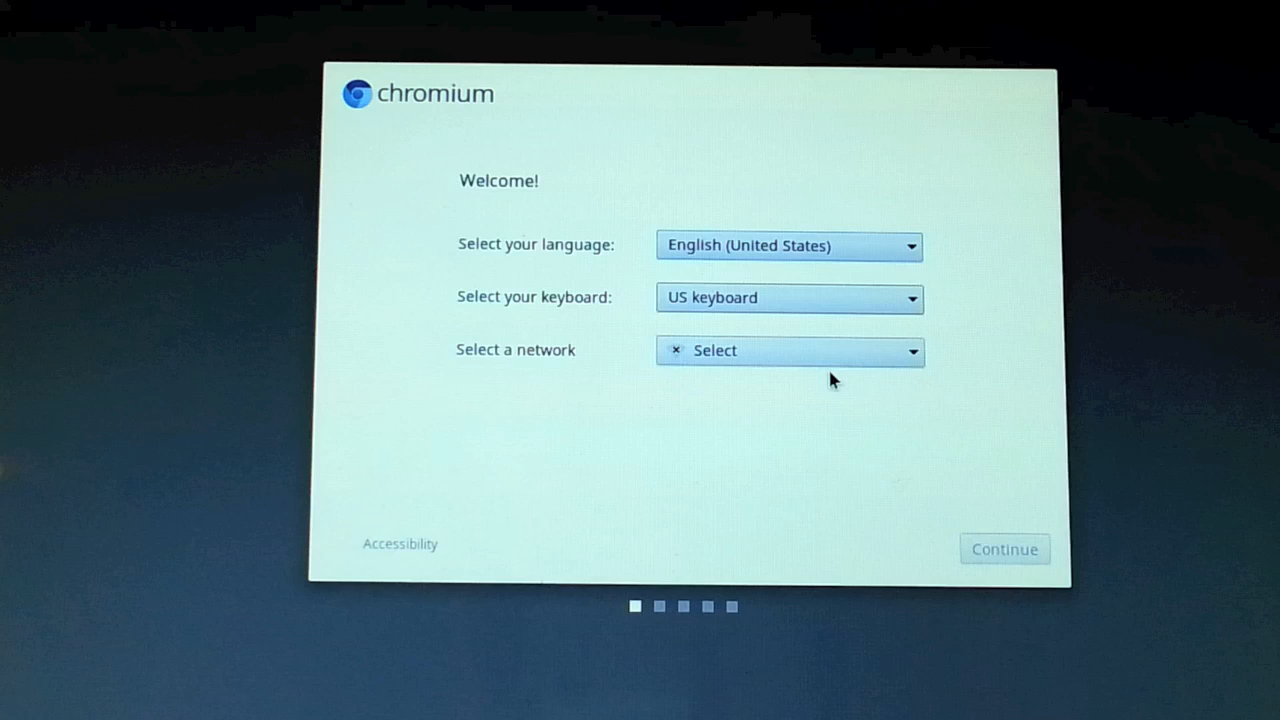 chromium
Welcome!
Select your language: English (United States)
Select your keyboard: US keyboard
Select a network × Select
Accessibility Continue